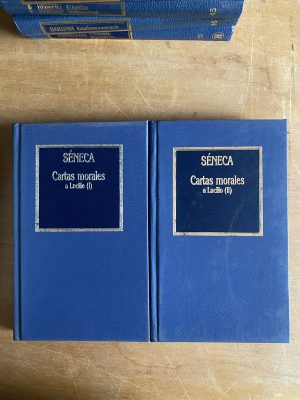 SÉNECA
Cartas morales
a Lucilio (I)
SÉNECA
Cartas morales
a Lucilio (II)